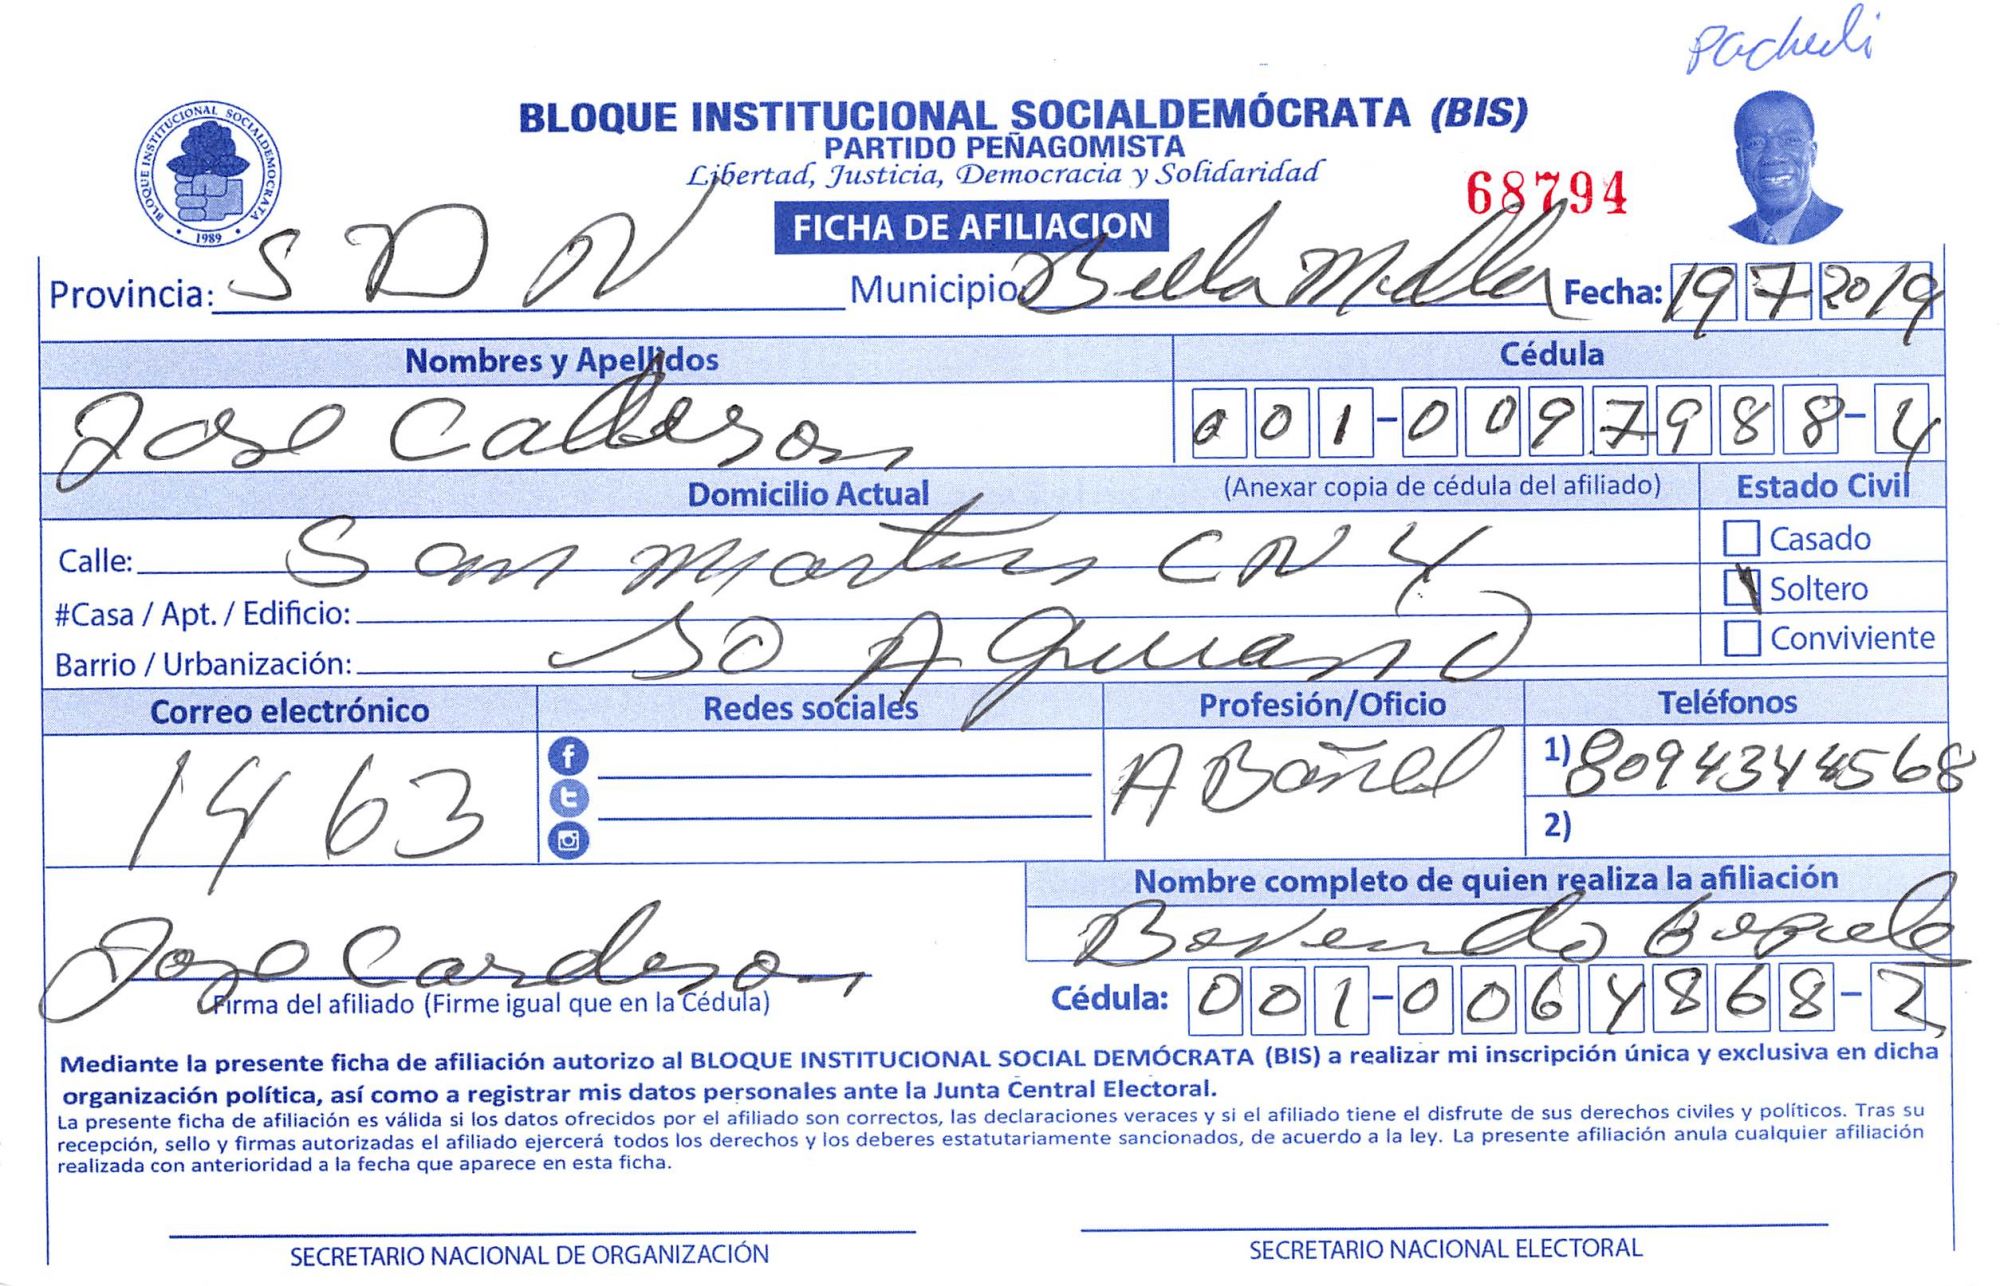 Pacheli
BLOQUE INSTITUCIONAL SOCIALDEMÓCRATA (BIS)
PARTIDO PEÑAGOMISTA
Libertad, Justicia, Democracia y Solidaridad
BLOQUE INSTITUCIONAL SOCIALDEMOCRATA
1989
68794
FICHA DE AFILIACION
Provincia: S D N Municipio: Bella Fecha: 19 7 2019
Nombres y Apellidos Cédula
Jose Calderon 001-0097988-4
Domicilio Actual (Anexar copia de cédula del afiliado) Estado Civil
Calle: San Martin C N 4 Casado
#Casa / Apt. / Edificio: Soltero
Barrio / Urbanización: Conviviente
Correo electrónico Redes sociales Profesión/Oficio Teléfonos
1463 ABañil 1) 8094344568
2)
Nombre completo de quien realiza la afiliación
Jose Carderon
Firma del afiliado (Firme igual que en la Cédula) Cédula: 001-0064868-2
Mediante la presente ficha de afiliación autorizo al BLOQUE INSTITUCIONAL SOCIAL DEMÓCRATA (BIS) a realizar mi inscripción única y exclusiva en dicha
organización política, así como a registrar mis datos personales ante la Junta Central Electoral.
La presente ficha de afiliación es válida si los datos ofrecidos por el afiliado son correctos, las declaraciones veraces y si el afiliado tiene el disfrute de sus derechos civiles y políticos. Tras su
recepción, sello y firmas autorizadas el afiliado ejercerá todos los derechos y los deberes estatutariamente sancionados, de acuerdo a la ley. La presente afiliación anula cualquier afiliación
realizada con anterioridad a la fecha que aparece en esta ficha.
SECRETARIO NACIONAL DE ORGANIZACIÓN SECRETARIO NACIONAL ELECTORAL